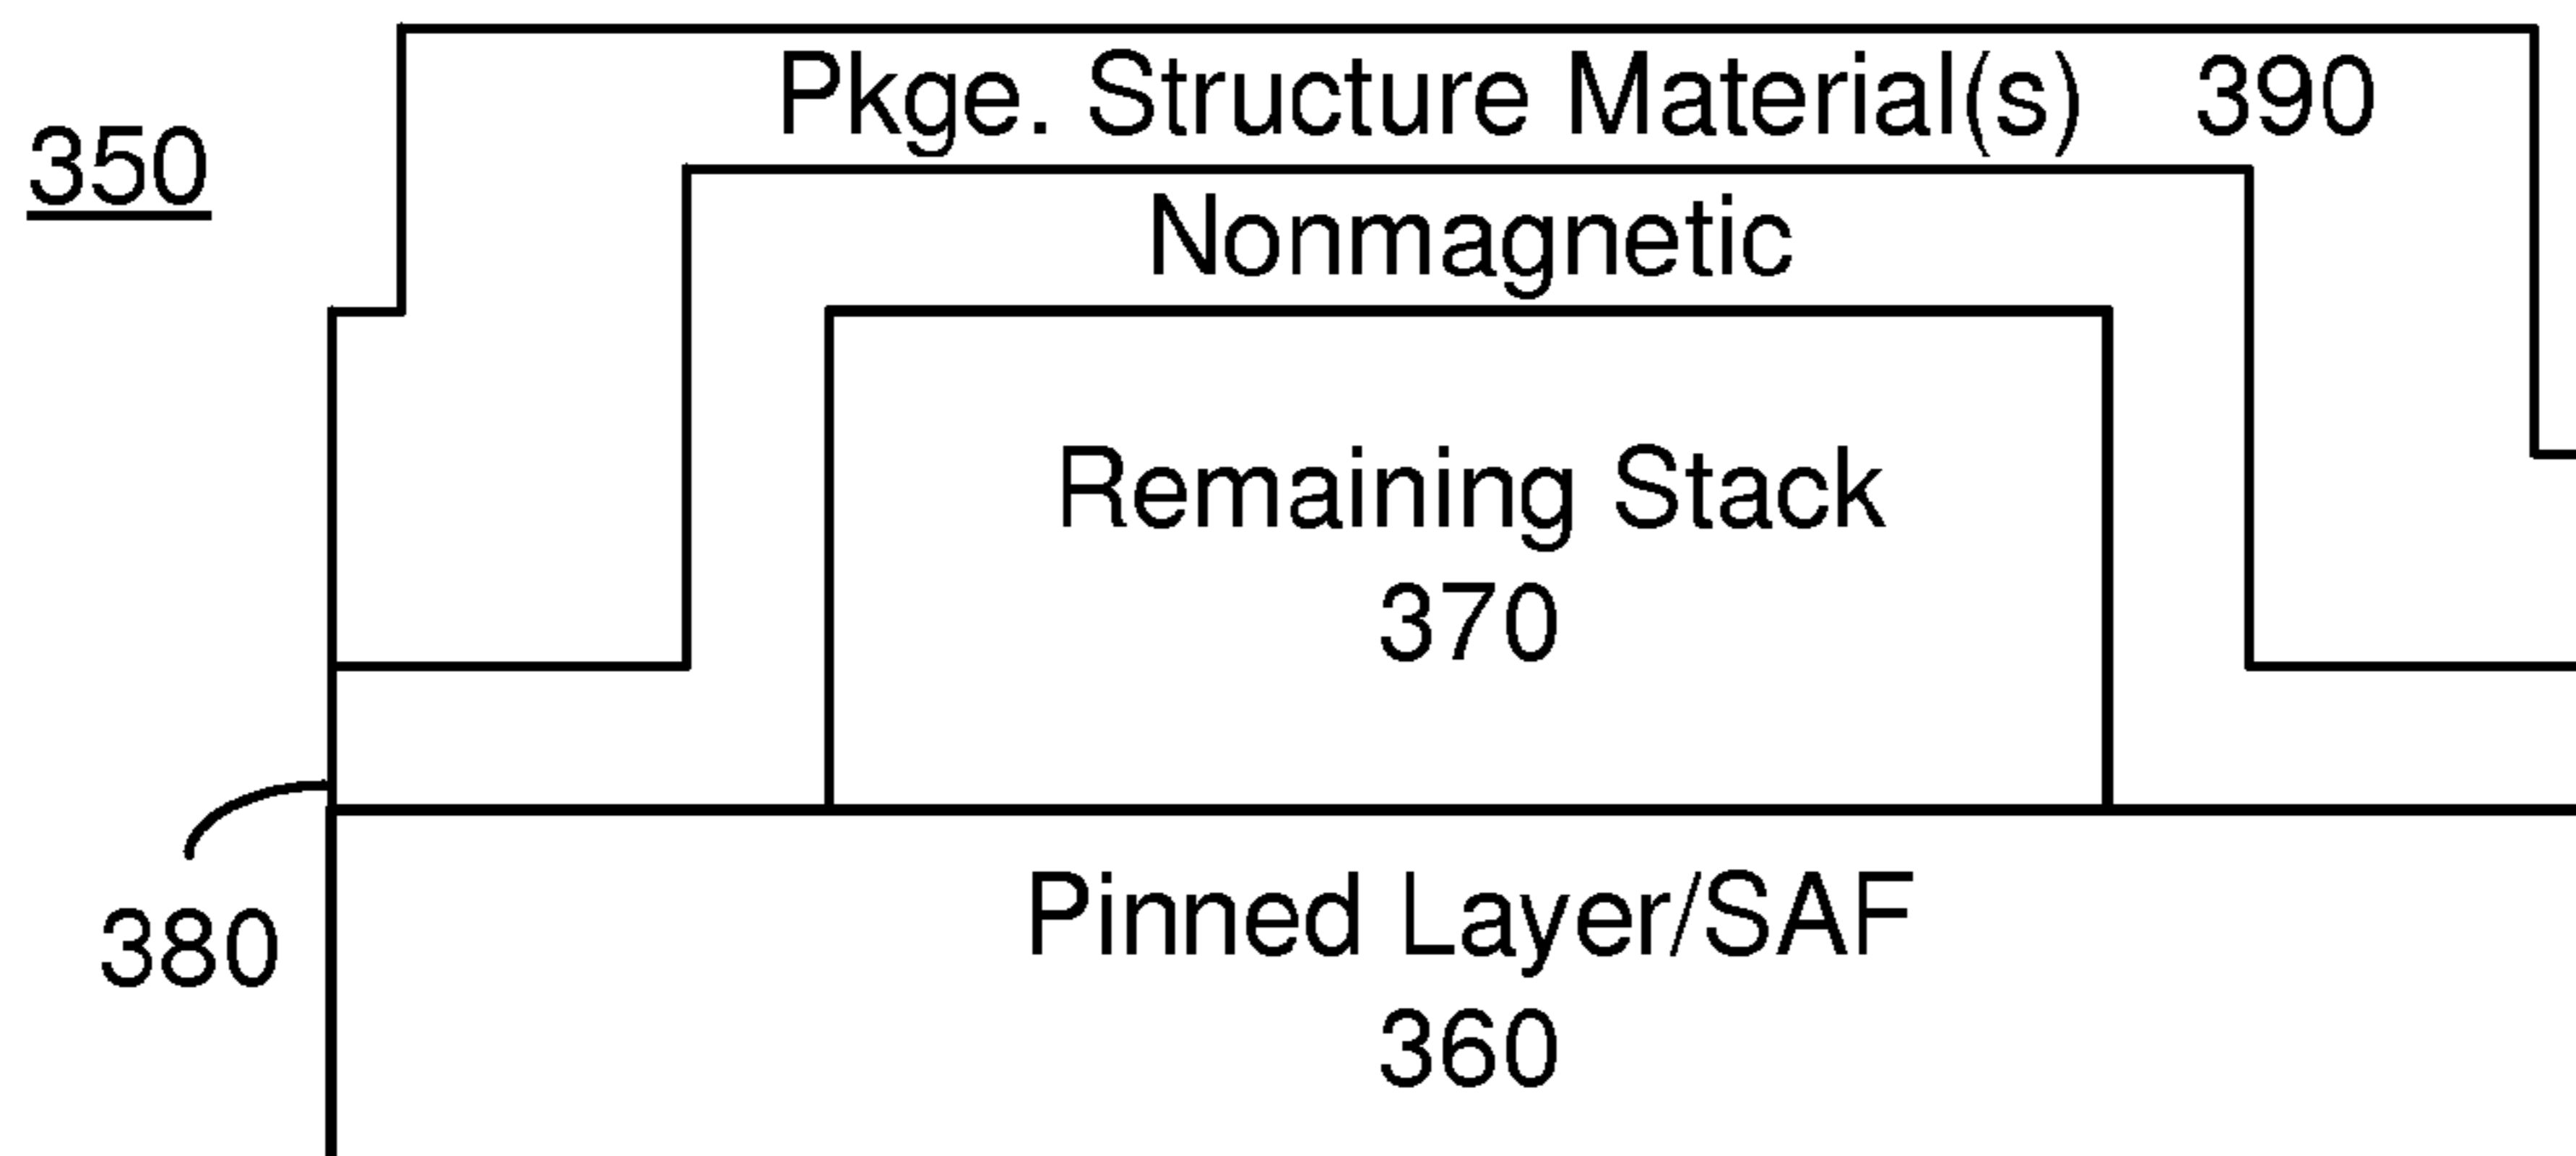 Pkge. Structure Material(s) 390
350
Nonmagnetic
Remaining Stack
370
380
Pinned Layer/SAF
360